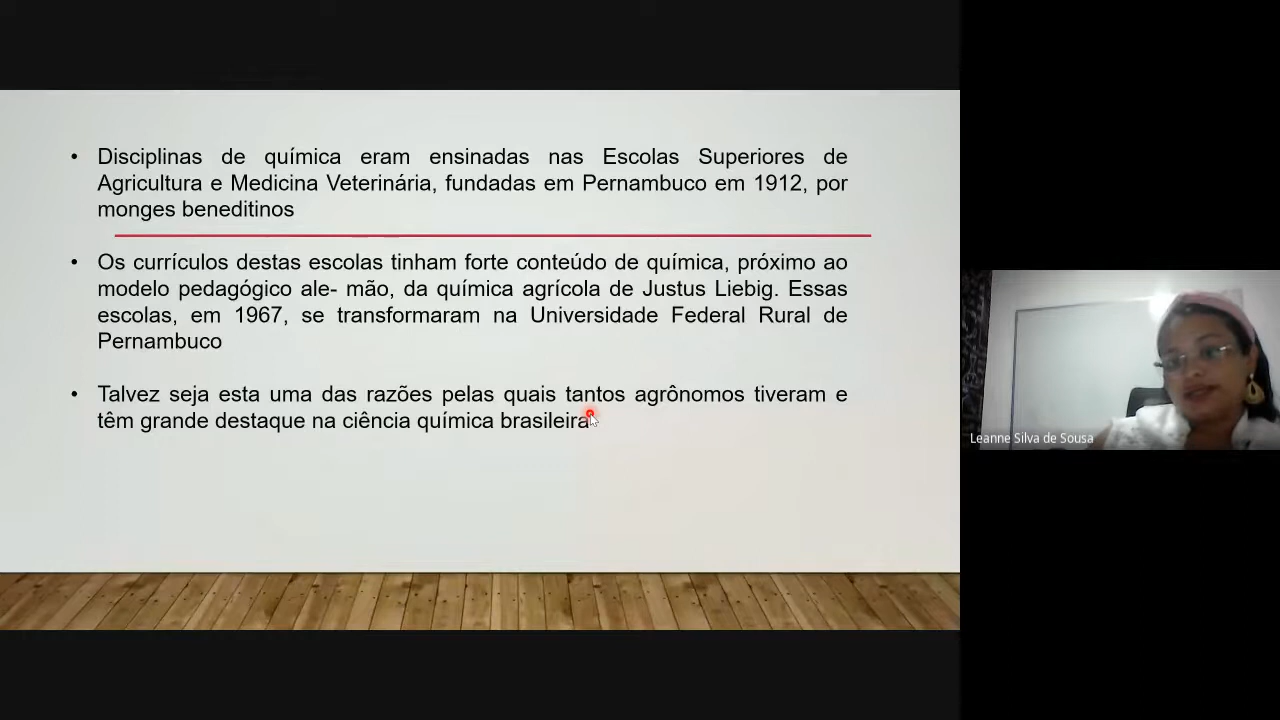 • Disciplinas de química eram ensinadas nas Escolas Superiores de
Agricultura e Medicina Veterinária, fundadas em Pernambuco em 1912, por
monges beneditinos
• Os currículos destas escolas tinham forte conteúdo de química, próximo ao
modelo pedagógico ale- mão, da química agrícola de Justus Liebig. Essas
escolas, em 1967, se transformaram na Universidade Federal Rural de
Pernambuco
• Talvez seja esta uma das razões pelas quais tantos agrônomos tiveram e
têm grande destaque na ciência química brasileira
Leanne Silva de Sousa